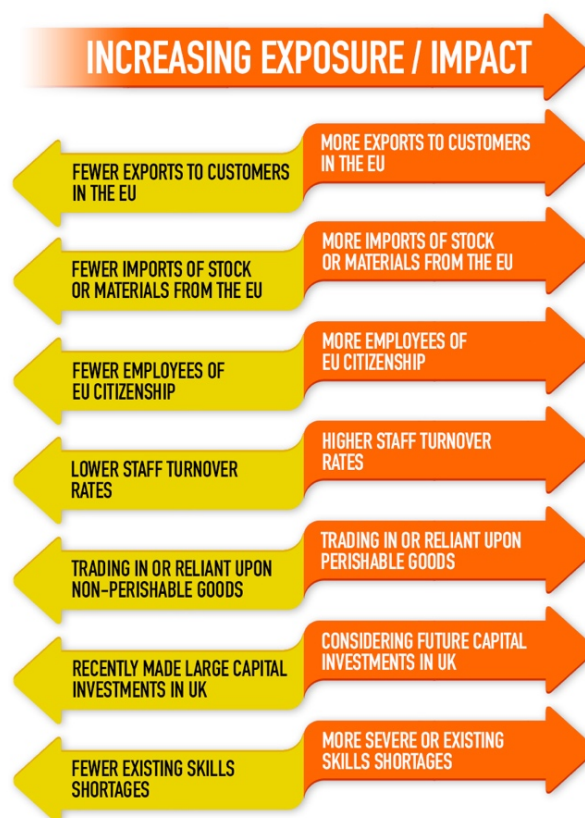 INCREASING EXPOSURE / IMPACT
FEWER EXPORTS TO CUSTOMERS
IN THE EU
MORE EXPORTS TO CUSTOMERS
IN THE EU
FEWER IMPORTS OF STOCK
OR MATERIALS FROM THE EU
MORE IMPORTS OF STOCK
OR MATERIALS FROM THE EU
FEWER EMPLOYEES OF
EU CITIZENSHIP
MORE EMPLOYEES OF
EU CITIZENSHIP
LOWER STAFF TURNOVER
RATES
HIGHER STAFF TURNOVER
RATES
TRADING IN OR RELIANT UPON
NON-PERISHABLE GOODS
TRADING IN OR RELIANT UPON
PERISHABLE GOODS
RECENTLY MADE LARGE CAPITAL
INVESTMENTS IN UK
CONSIDERING FUTURE CAPITAL
INVESTMENTS IN UK
FEWER EXISTING SKILLS
SHORTAGES
MORE SEVERE OR EXISTING
SKILLS SHORTAGES